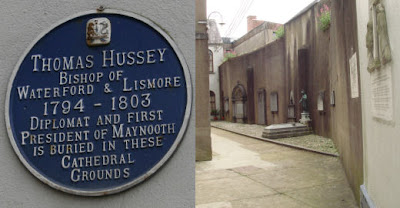 Thomas Hussey
Bishop of
Waterford & Lismore
1794 - 1803
Diplomat and first
President of Maynooth
is buried in these
Cathedral
Grounds